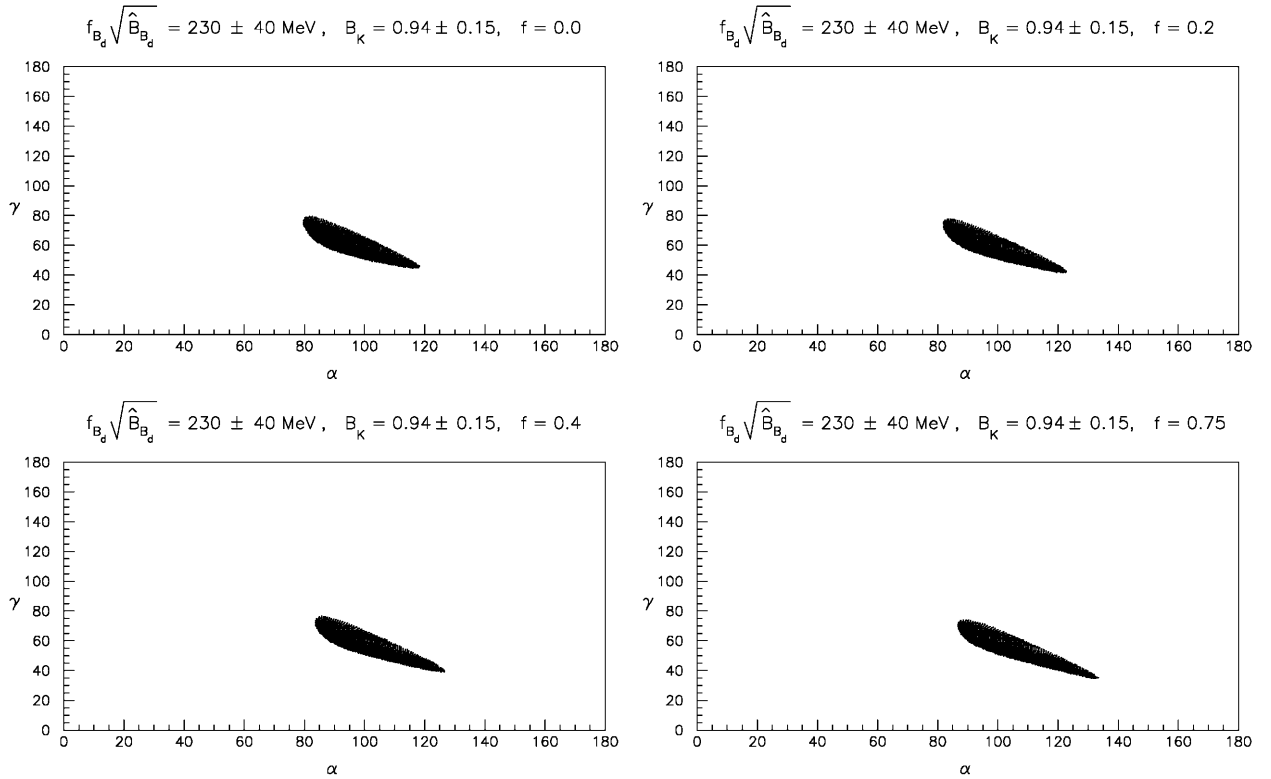 f_{B_d} √B̂_{B_d} = 230 ± 40 MeV , B_K = 0.94 ± 0.15, f = 0.0
180
160
140
120
100
80
60
40
20
0
γ
0 20 40 60 80 100 120 140 160 180
α
f_{B_d} √B̂_{B_d} = 230 ± 40 MeV , B_K = 0.94 ± 0.15, f = 0.2
180
160
140
120
100
80
60
40
20
0
γ
0 20 40 60 80 100 120 140 160 180
α
f_{B_d} √B̂_{B_d} = 230 ± 40 MeV , B_K = 0.94 ± 0.15, f = 0.4
180
160
140
120
100
80
60
40
20
0
γ
0 20 40 60 80 100 120 140 160 180
α
f_{B_d} √B̂_{B_d} = 230 ± 40 MeV , B_K = 0.94 ± 0.15, f = 0.75
180
160
140
120
100
80
60
40
20
0
γ
0 20 40 60 80 100 120 140 160 180
α